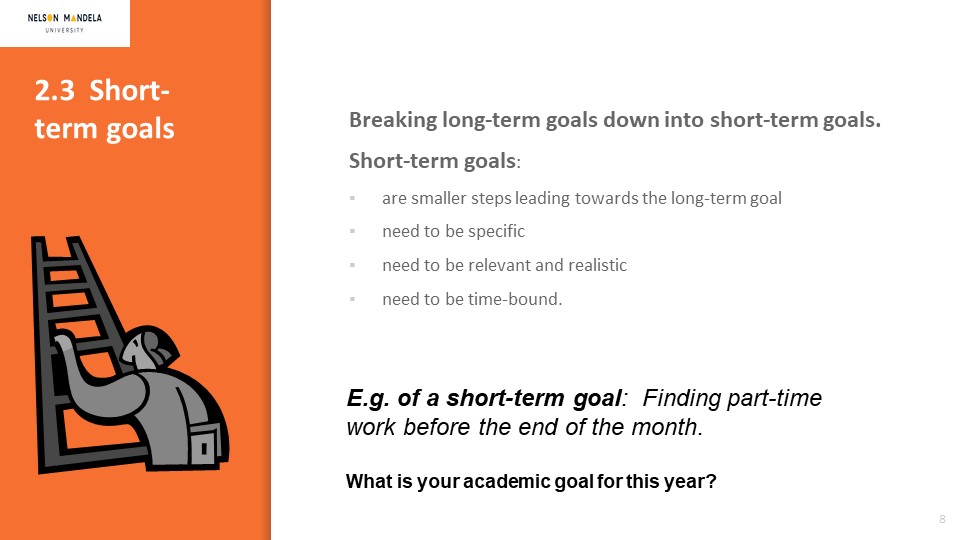 NELSON MANDELA
UNIVERSITY
2.3 Short-
term goals
Breaking long-term goals down into short-term goals.
Short-term goals:
▪ are smaller steps leading towards the long-term goal
▪ need to be specific
▪ need to be relevant and realistic
▪ need to be time-bound.
E.g. of a short-term goal: Finding part-time
work before the end of the month.
What is your academic goal for this year?
8